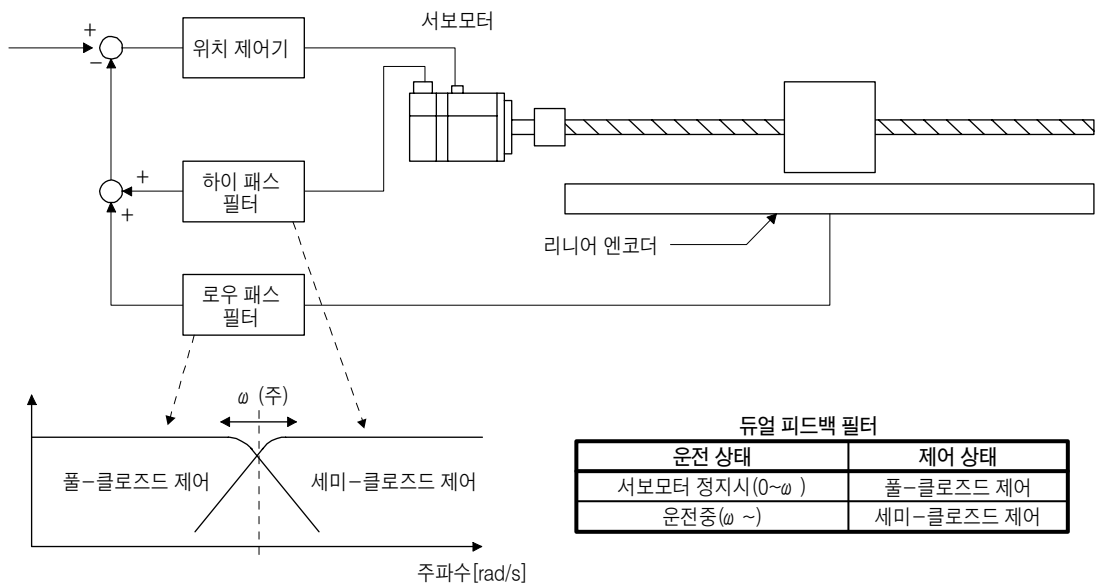 서보모터
+
−
위치 제어기
+
+
하이 패스
필터
리니어 엔코더
로우 패스
필터
ω (주)
풀−클로즈드 제어
세미−클로즈드 제어
주파수[rad/s]
듀얼 피드백 필터
운전 상태 제어 상태
서보모터 정지시(0~ω ) 풀−클로즈드 제어
운전중(ω ~) 세미−클로즈드 제어